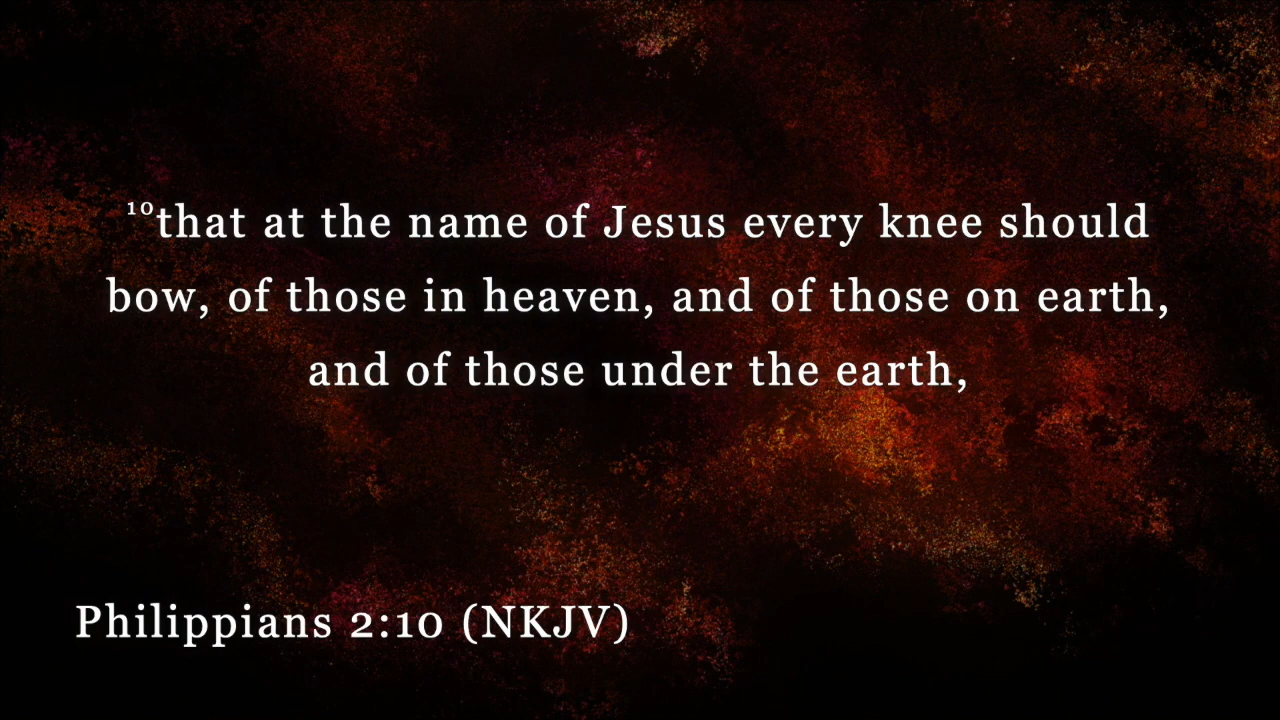 ¹⁰that at the name of Jesus every knee should
bow, of those in heaven, and of those on earth,
and of those under the earth,
Philippians 2:10 (NKJV)